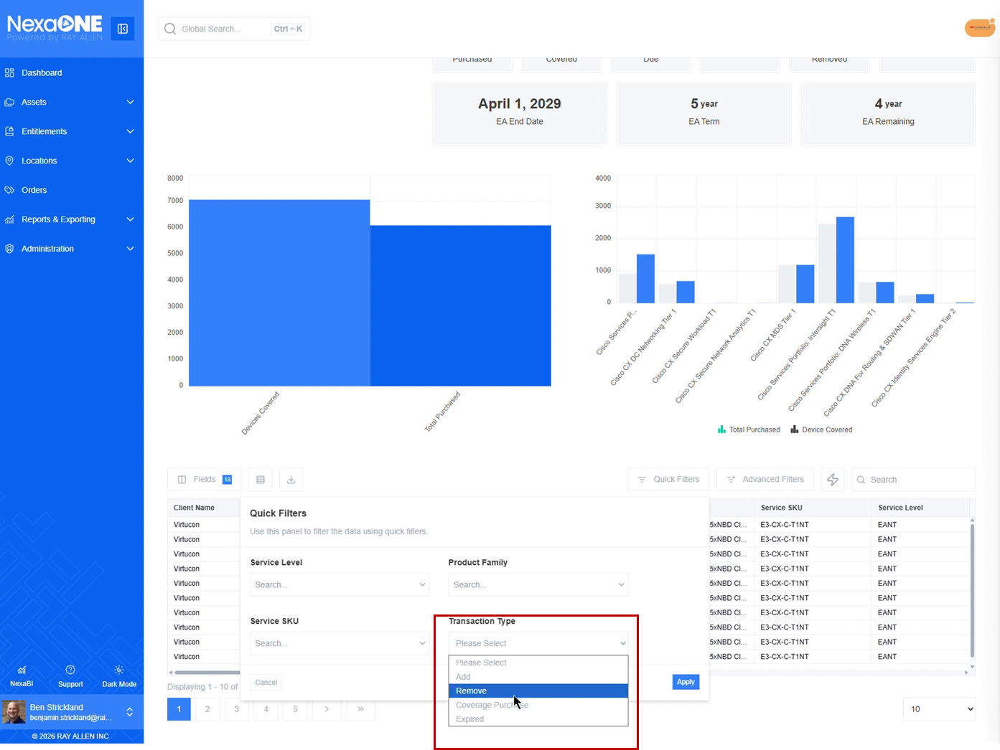 NexaONE
Powered by RAY ALLEN
Global Search...
Ctrl ^ K
Dashboard
Assets
Entitlements
Locations
Orders
Reports & Exporting
Administration
Purchased
Covered
Due
Removed
April 1, 2029
EA End Date
5 year
EA Term
4 year
EA Remaining
8000
7000
6000
5000
4000
3000
2000
1000
0
Devices Covered
Total Purchased
4000
3000
2000
1000
0
Cisco Services P...
Cisco CX DC Networking Tier 1
Cisco CX Secure Workload T1
Cisco CX Secure Network Analytics T1
Cisco CX MDS Tier 1
Cisco Services Portfolio: Intersight T1
Cisco Services Portfolio: DNA Wireless T1
Cisco CX DNA For Routing & SDWAN Tier 1
Cisco CX Identity Services Engine Tier 2
Total Purchased
Device Covered
Fields 18
Quick Filters
Advanced Filters
Search
Client Name
Service SKU
Service Level
Virtucon
5xNBD Cl...
E3-CX-C-T1NT
EANT
Virtucon
5xNBD Cl...
E3-CX-C-T1NT
EANT
Virtucon
5xNBD Cl...
E3-CX-C-T1NT
EANT
Virtucon
5xNBD Cl...
E3-CX-C-T1NT
EANT
Virtucon
5xNBD Cl...
E3-CX-C-T1NT
EANT
Virtucon
5xNBD Cl...
E3-CX-C-T1NT
EANT
Virtucon
5xNBD Cl...
E3-CX-C-T1NT
EANT
Virtucon
5xNBD Cl...
E3-CX-C-T1NT
EANT
Virtucon
5xNBD Cl...
E3-CX-C-T1NT
EANT
Virtucon
5xNBD Cl...
E3-CX-C-T1NT
EANT
Quick Filters
Use this panel to filter the data using quick filters.
Service Level
Search...
Product Family
Search...
Service SKU
Search...
Transaction Type
Please Select
Please Select
Add
Remove
Coverage Purchase
Expired
Cancel
Apply
Displaying 1 - 10 of
1
2
3
4
5
>
>>
10
NexaBI
Support
Dark Mode
Ben Strickland
benjamin.strickland@rai...
© 2026 RAY ALLEN INC